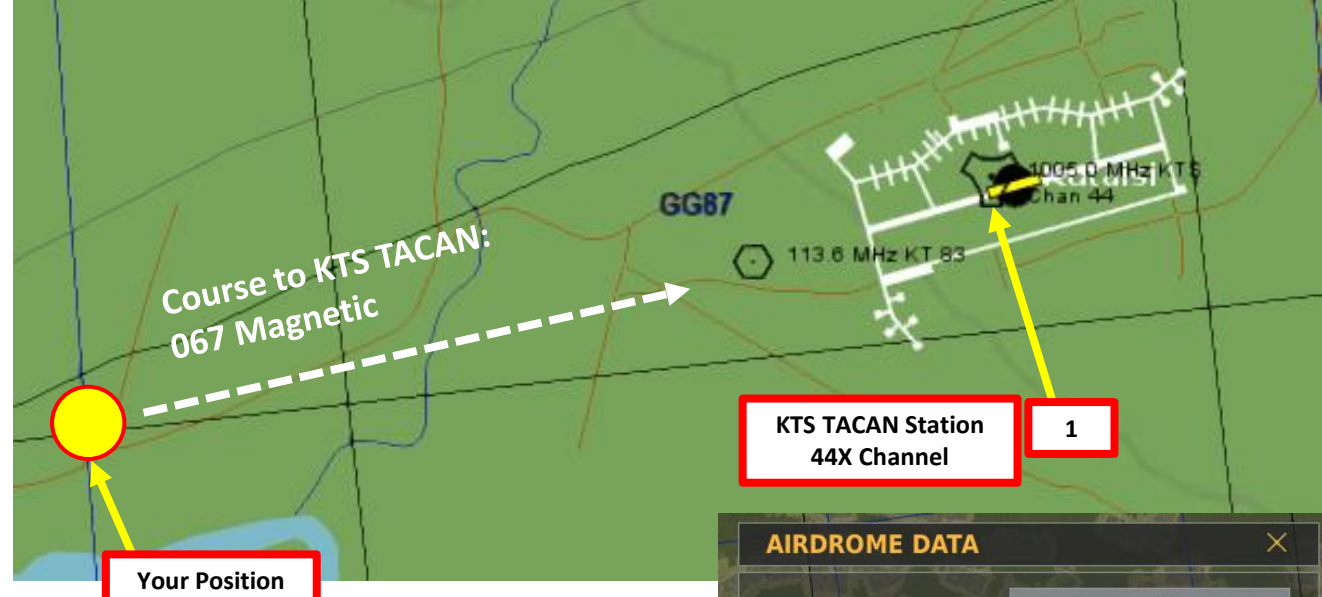 1005.0 MHz KTS
Kutaisi
Chan 44
GG87
113.6 MHz KT 83
Course to KTS TACAN:
067 Magnetic
KTS TACAN Station
44X Channel
1
AIRDROME DATA
Your Position